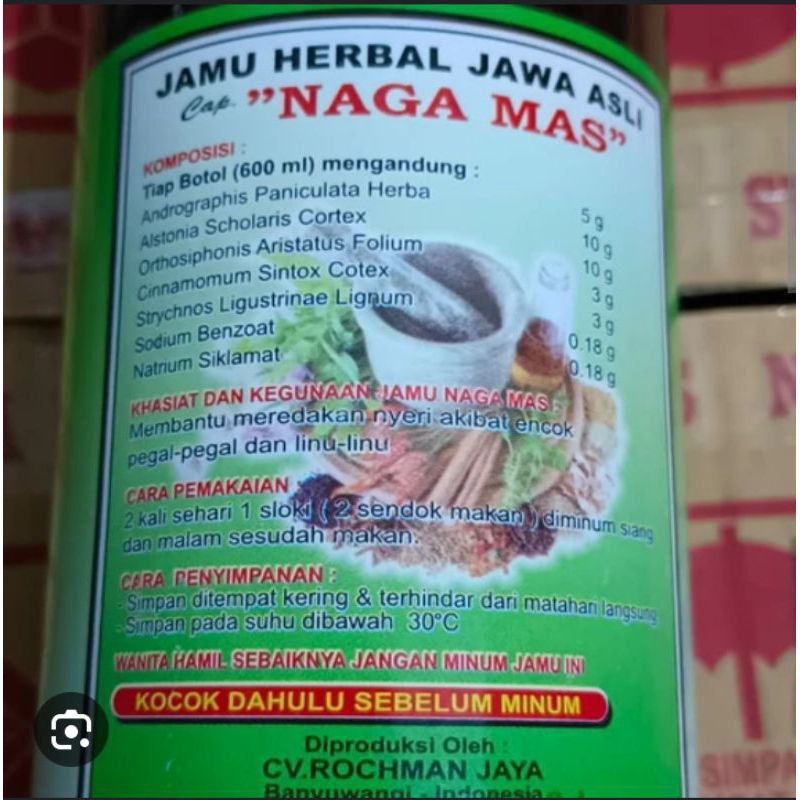 JAMU HERBAL JAWA ASLI
Cap. "NAGA MAS"
KOMPOSISI :
Tiap Botol (600 ml) mengandung :
Andrographis Paniculata Herba 5 g
Alstonia Scholaris Cortex 10 g
Orthosiphonis Aristatus Folium 10 g
Cinnamomum Sintox Cotex 3 g
Strychnos Ligustrinae Lignum 3 g
Sodium Benzoat 0.18 g
Natrium Siklamat 0.18 g
KHASIAT DAN KEGUNAAN JAMU NAGA MAS :
Membantu meredakan nyeri akibat encok
pegal-pegal dan linu-linu
CARA PEMAKAIAN :
2 kali sehari 1 sloki ( 2 sendok makan ) diminum siang
dan malam sesudah makan.
CARA PENYIMPANAN :
- Simpan ditempat kering & terhindar dari matahari langsung
- Simpan pada suhu dibawah 30°C
WANITA HAMIL SEBAIKNYA JANGAN MINUM JAMU INI
KOCOK DAHULU SEBELUM MINUM
Diproduksi Oleh :
CV.ROCHMAN JAYA
Banyuwangi - Indonesia
SIMPA